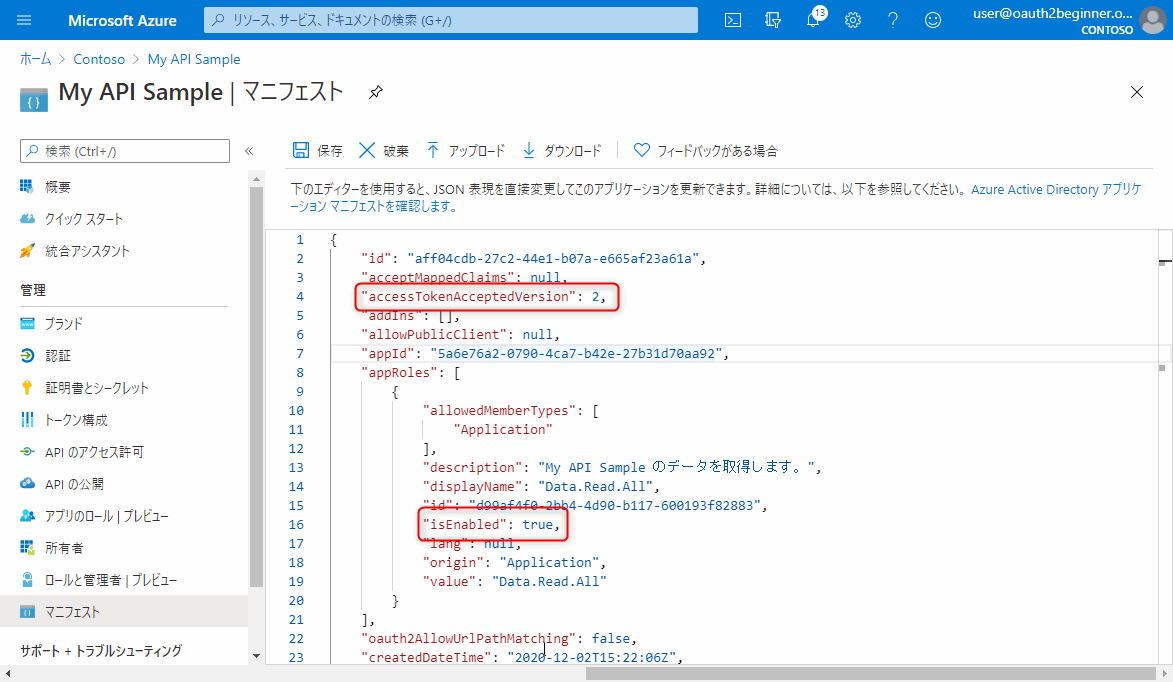 Microsoft Azure
リソース、サービス、ドキュメントの検索 (G+/)
13
user@oauth2beginner.o...
CONTOSO
ホーム > Contoso > My API Sample
My API Sample | マニフェスト
検索 (Ctrl+/)
«
保存
破棄
アップロード
ダウンロード
フィードバックがある場合
概要
クイック スタート
統合アシスタント
管理
ブランド
認証
証明書とシークレット
トークン構成
API のアクセス許可
API の公開
アプリのロール | プレビュー
所有者
ロールと管理者 | プレビュー
マニフェスト
サポート + トラブルシューティング
下のエディターを使用すると、JSON 表現を直接変更してこのアプリケーションを更新できます。詳細については、以下を参照してください。 Azure Active Directory アプリケ
ーション マニフェストを確認します。
1 {
2 "id": "aff04cdb-27c2-44e1-b07a-e665af23a61a",
3 "acceptMappedClaims": null,
4 "accessTokenAcceptedVersion": 2,
5 "addIns": [],
6 "allowPublicClient": null,
7 "appId": "5a6e76a2-0790-4ca7-b42e-27b31d70aa92",
8 "appRoles": [
9 {
10 "allowedMemberTypes": [
11 "Application"
12 ],
13 "description": "My API Sample のデータを取得します。",
14 "displayName": "Data.Read.All",
15 "id": "d99af4f0-2bb4-4d90-b117-600193f82883",
16 "isEnabled": true,
17 "lang": null,
18 "origin": "Application",
19 "value": "Data.Read.All"
20 }
21 ],
22 "oauth2AllowUrlPathMatching": false,
23 "createdDateTime": "2020-12-02T15:22:06Z",